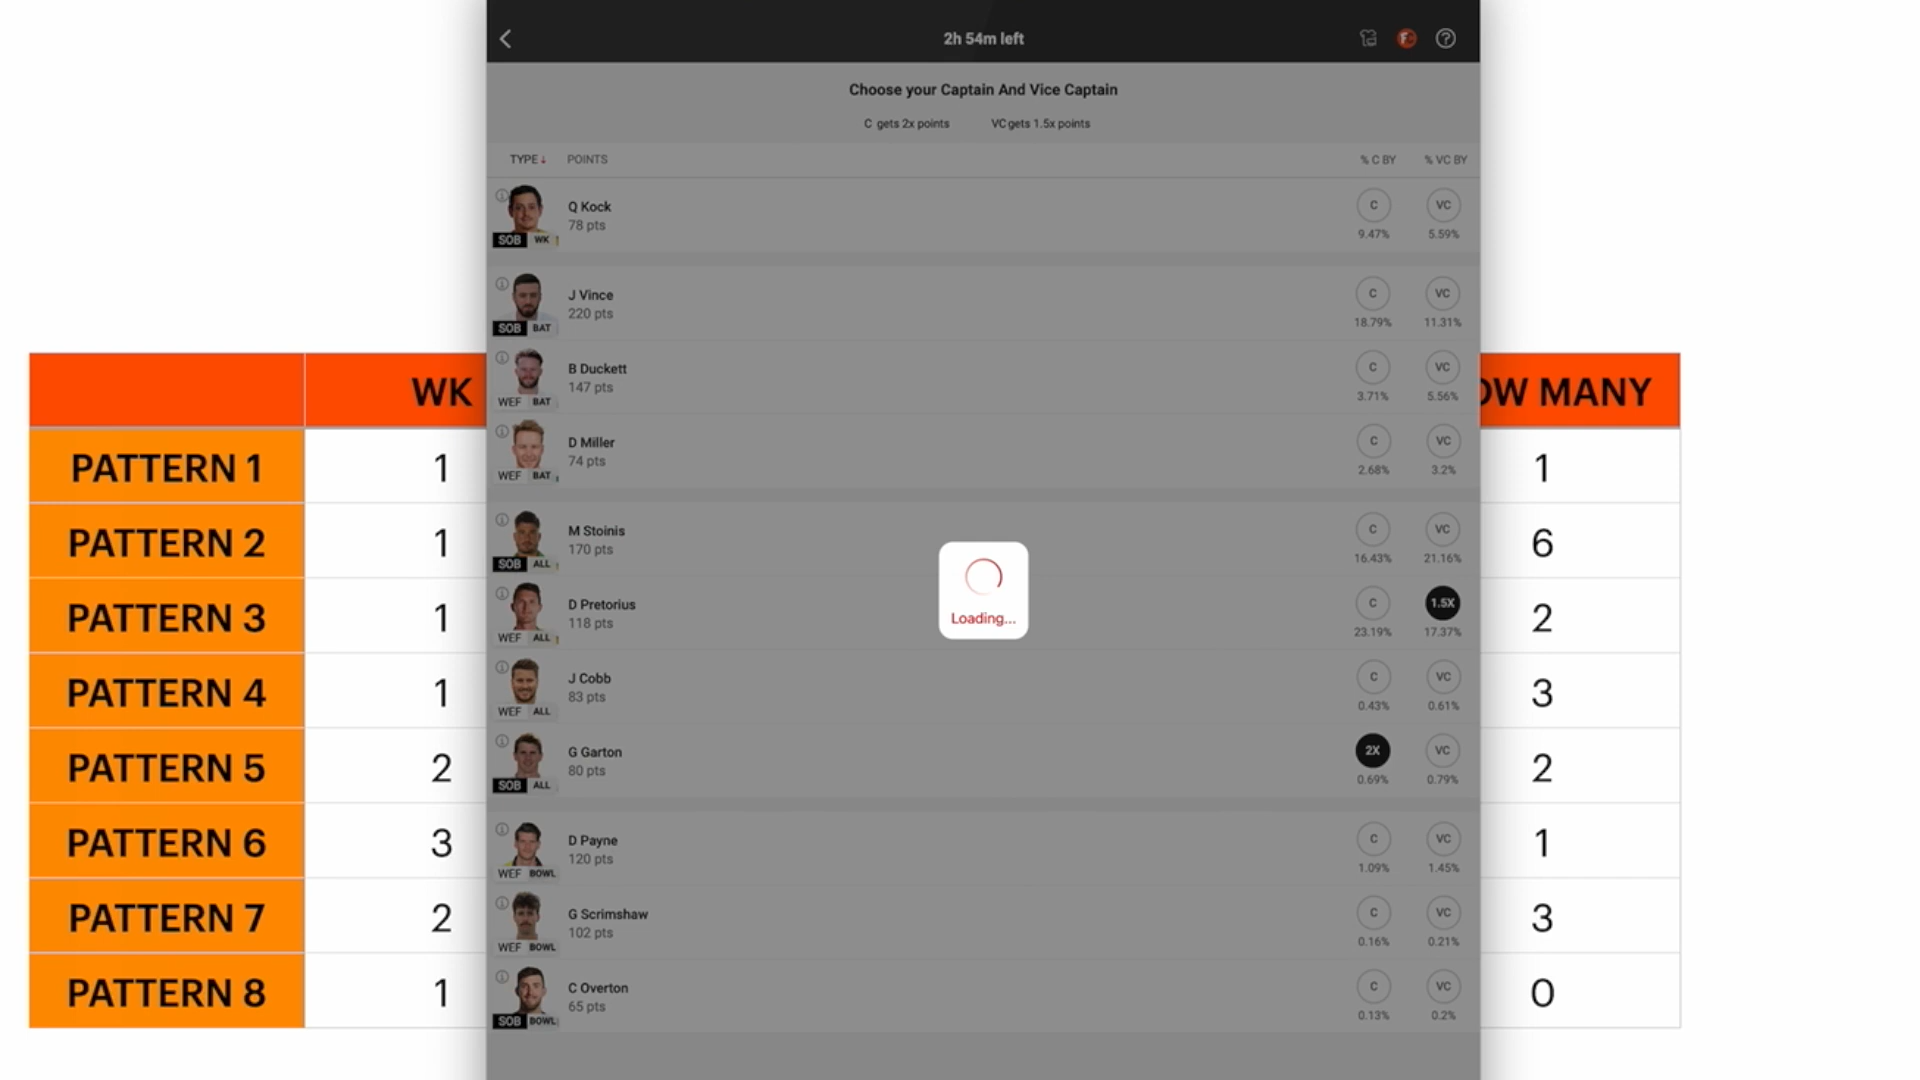 2h 54m left
Choose your Captain And Vice Captain
C gets 2x points VC gets 1.5x points
TYPE↓ POINTS % C BY % VC BY
Q Kock
78 pts
SOB WK
C VC
9.47% 5.59%
J Vince
220 pts
SOB BAT
C VC
18.79% 11.31%
B Duckett
147 pts
WEF BAT
C VC
3.71% 5.56%
D Miller
74 pts
WEF BAT
C VC
2.68% 3.2%
M Stoinis
170 pts
SOB ALL
C VC
16.43% 21.16%
D Pretorius
118 pts
WEF ALL
C 1.5X
23.19% 17.37%
J Cobb
83 pts
WEF ALL
C VC
0.43% 0.61%
G Garton
80 pts
SOB ALL
2X VC
0.69% 0.79%
D Payne
120 pts
WEF BOWL
C VC
1.09% 1.45%
G Scrimshaw
102 pts
WEF BOWL
C VC
0.16% 0.21%
C Overton
65 pts
SOB BOWL
C VC
0.13% 0.2%
Loading...
WK OW MANY
PATTERN 1 1 1
PATTERN 2 1 6
PATTERN 3 1 2
PATTERN 4 1 3
PATTERN 5 2 2
PATTERN 6 3 1
PATTERN 7 2 3
PATTERN 8 1 0